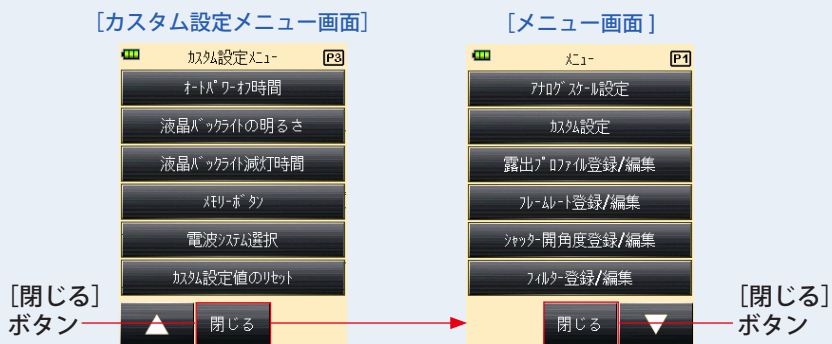 ［カスタム設定メニュー画面］
ｶｽﾀﾑ設定ﾒﾆｭｰ P3
ｵｰﾄﾊﾟﾜｰｵﾌ時間
液晶ﾊﾞｯｸﾗｲﾄの明るさ
液晶ﾊﾞｯｸﾗｲﾄ減灯時間
ﾒﾓﾘｰﾎﾞﾀﾝ
電波ｼｽﾃﾑ選択
ｶｽﾀﾑ設定値のﾘｾｯﾄ
閉じる
［閉じる］
ボタン
［メニュー画面］
ﾒﾆｭｰ P1
ｱﾅﾛｸﾞｽｹｰﾙ設定
ｶｽﾀﾑ設定
露出ﾌﾟﾛﾌｧｲﾙ登録/編集
ﾌﾚｰﾑﾚｰﾄ登録/編集
ｼｬｯﾀｰ開角度登録/編集
ﾌｨﾙﾀｰ登録/編集
閉じる
［閉じる］
ボタン